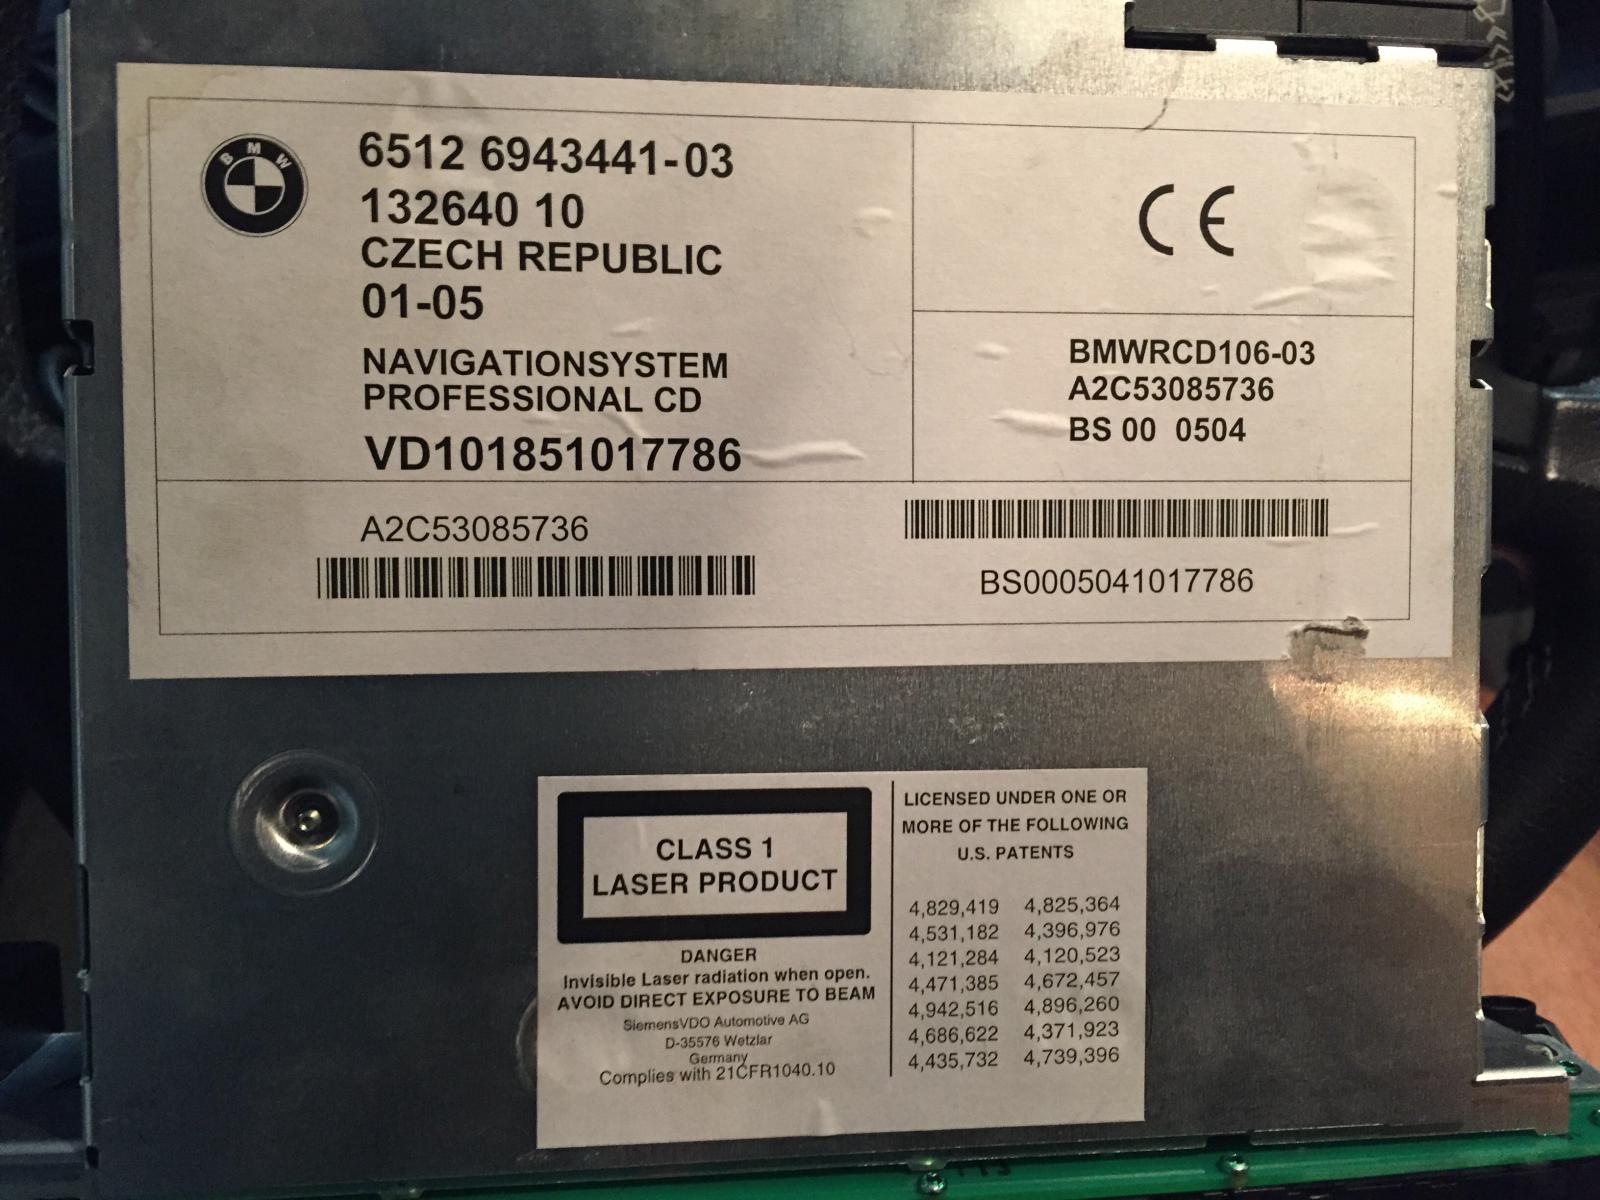 BMW
6512 6943441-03
132640 10
CZECH REPUBLIC
01-05
NAVIGATIONSYSTEM
PROFESSIONAL CD
VD101851017786
CE
BMWRCD106-03
A2C53085736
BS 00 0504
A2C53085736
BS0005041017786
CLASS 1
LASER PRODUCT
DANGER
Invisible Laser radiation when open.
AVOID DIRECT EXPOSURE TO BEAM
SiemensVDO Automotive AG
D-35576 Wetzlar
Germany
Complies with 21CFR1040.10
LICENSED UNDER ONE OR
MORE OF THE FOLLOWING
U.S. PATENTS
4,829,419 4,825,364
4,531,182 4,396,976
4,121,284 4,120,523
4,471,385 4,672,457
4,942,516 4,896,260
4,686,622 4,371,923
4,435,732 4,739,396